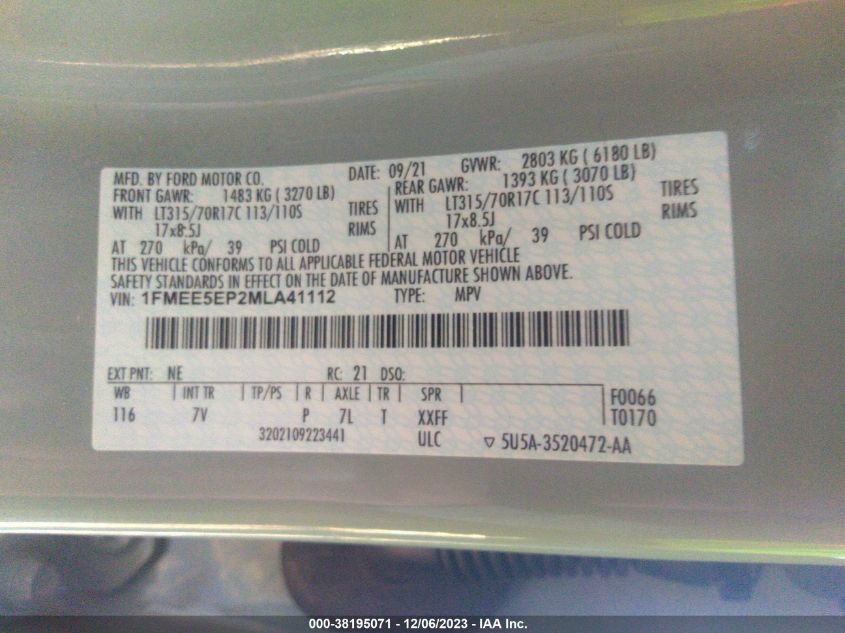 MFD. BY FORD MOTOR CO. DATE: 09/21 GVWR: 2803 KG ( 6180 LB)
FRONT GAWR: 1483 KG ( 3270 LB) REAR GAWR: 1393 KG ( 3070 LB)
WITH LT315/70R17C 113/110S TIRES WITH LT315/70R17C 113/110S TIRES
17x8.5J RIMS 17x8.5J RIMS
AT 270 kPa/ 39 PSI COLD AT 270 kPa/ 39 PSI COLD
THIS VEHICLE CONFORMS TO ALL APPLICABLE FEDERAL MOTOR VEHICLE
SAFETY STANDARDS IN EFFECT ON THE DATE OF MANUFACTURE SHOWN ABOVE.
VIN: 1FMEE5EP2MLA41112 TYPE: MPV
EXT PNT: NE RC: 21 DSO:
WB INT TR TP/PS R AXLE TR SPR F0066
116 7V P 7L T XXFF T0170
3202109223441 ULC ▽ 5U5A-3520472-AA
000-38195071 - 12/06/2023 - IAA Inc.